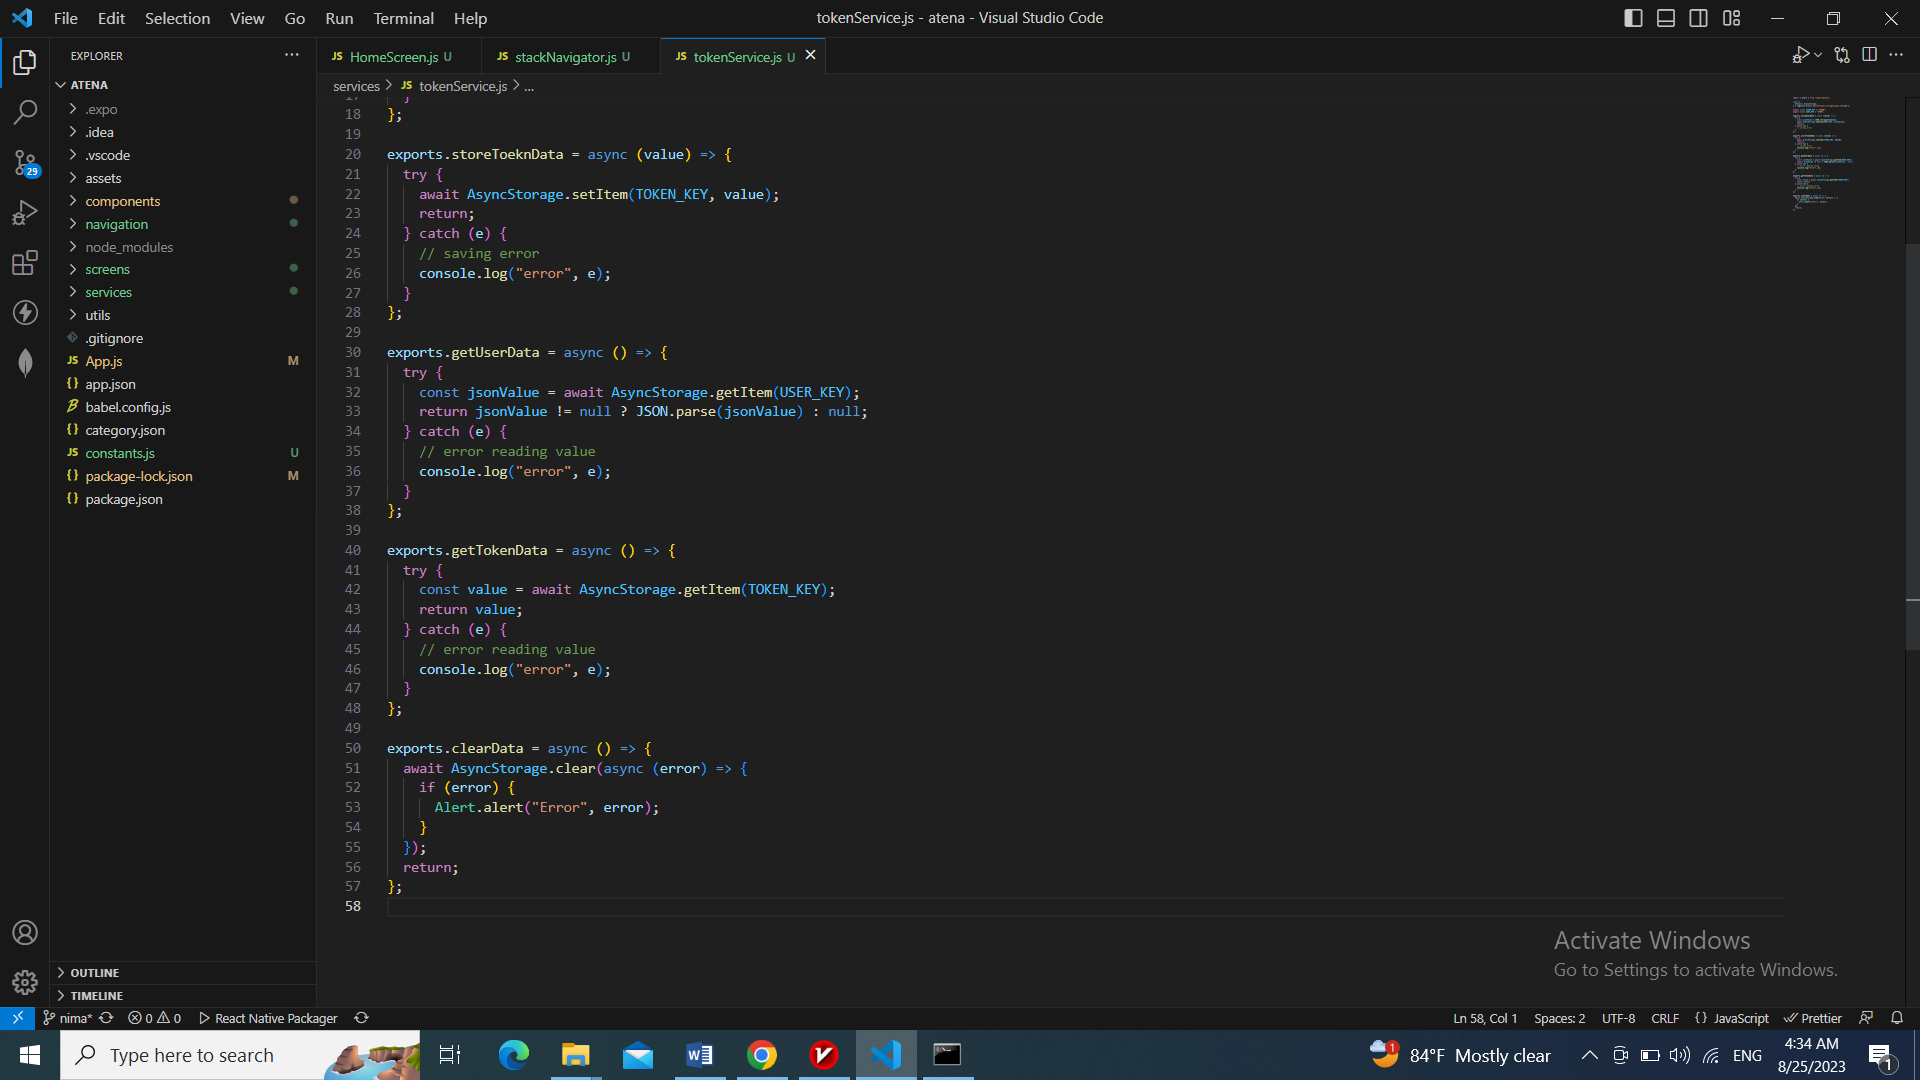 File Edit Selection View Go Run Terminal Help
tokenService.js - atena - Visual Studio Code
EXPLORER
ATENA
.expo
.idea
.vscode
assets
components
navigation
node_modules
screens
services
utils
.gitignore
JS App.js M
{} app.json
babel.config.js
{} category.json
JS constants.js U
{} package-lock.json M
{} package.json
OUTLINE
TIMELINE
29
JS HomeScreen.js U
JS stackNavigator.js U
JS tokenService.js U
services > JS tokenService.js > ...
17 }
18 };
19
20 exports.storeToeknData = async (value) => {
21 try {
22 await AsyncStorage.setItem(TOKEN_KEY, value);
23 return;
24 } catch (e) {
25 // saving error
26 console.log("error", e);
27 }
28 };
29
30 exports.getUserData = async () => {
31 try {
32 const jsonValue = await AsyncStorage.getItem(USER_KEY);
33 return jsonValue != null ? JSON.parse(jsonValue) : null;
34 } catch (e) {
35 // error reading value
36 console.log("error", e);
37 }
38 };
39
40 exports.getTokenData = async () => {
41 try {
42 const value = await AsyncStorage.getItem(TOKEN_KEY);
43 return value;
44 } catch (e) {
45 // error reading value
46 console.log("error", e);
47 }
48 };
49
50 exports.clearData = async () => {
51 await AsyncStorage.clear(async (error) => {
52 if (error) {
53 Alert.alert("Error", error);
54 }
55 });
56 return;
57 };
58
Activate Windows
Go to Settings to activate Windows.
nima* 0 0 React Native Packager
Ln 58, Col 1 Spaces: 2 UTF-8 CRLF {} JavaScript Prettier
Type here to search
1 84°F Mostly clear
ENG
4:34 AM
8/25/2023
1